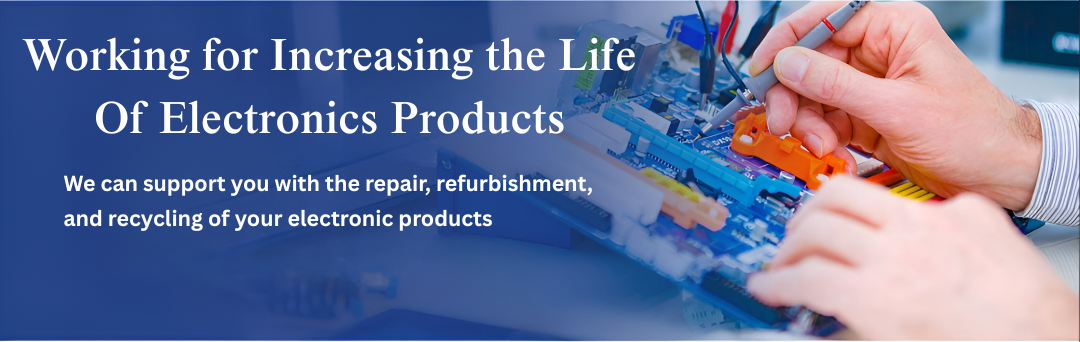 Working for Increasing the Life
Of Electronics Products
We can support you with the repair, refurbishment,
and recycling of your electronic products